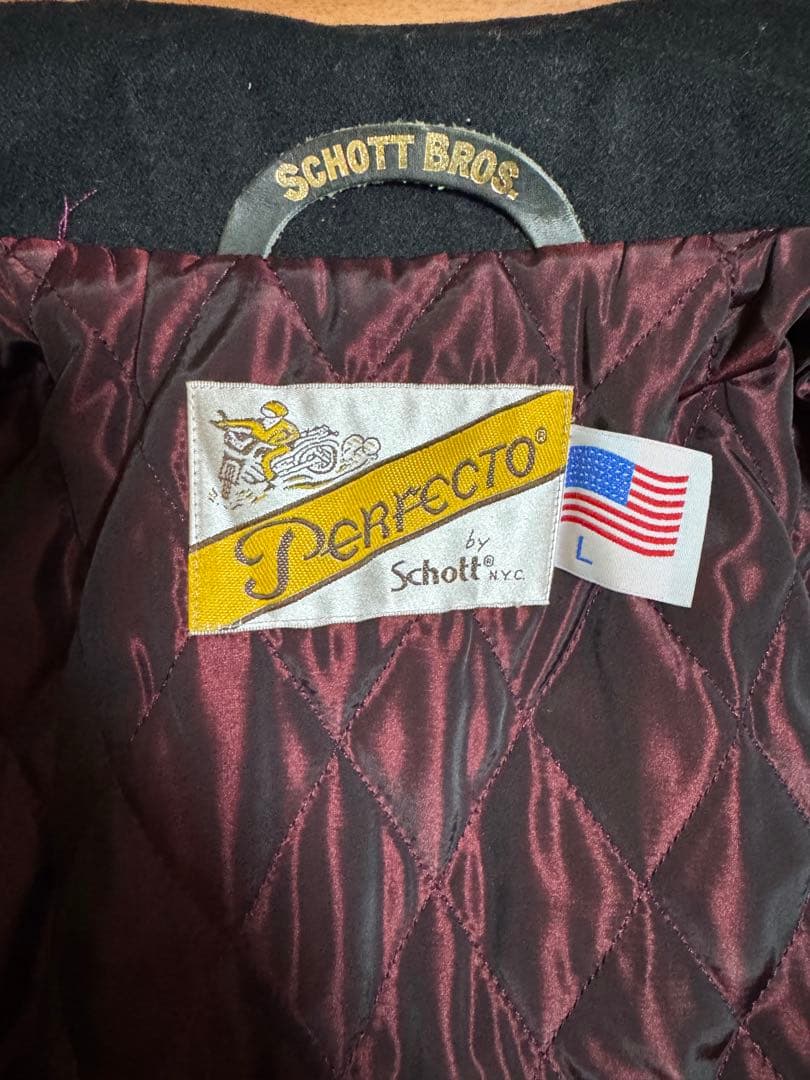 SCHOTT BROS.
PERFECTO®
by
Schott® N.Y.C.
L